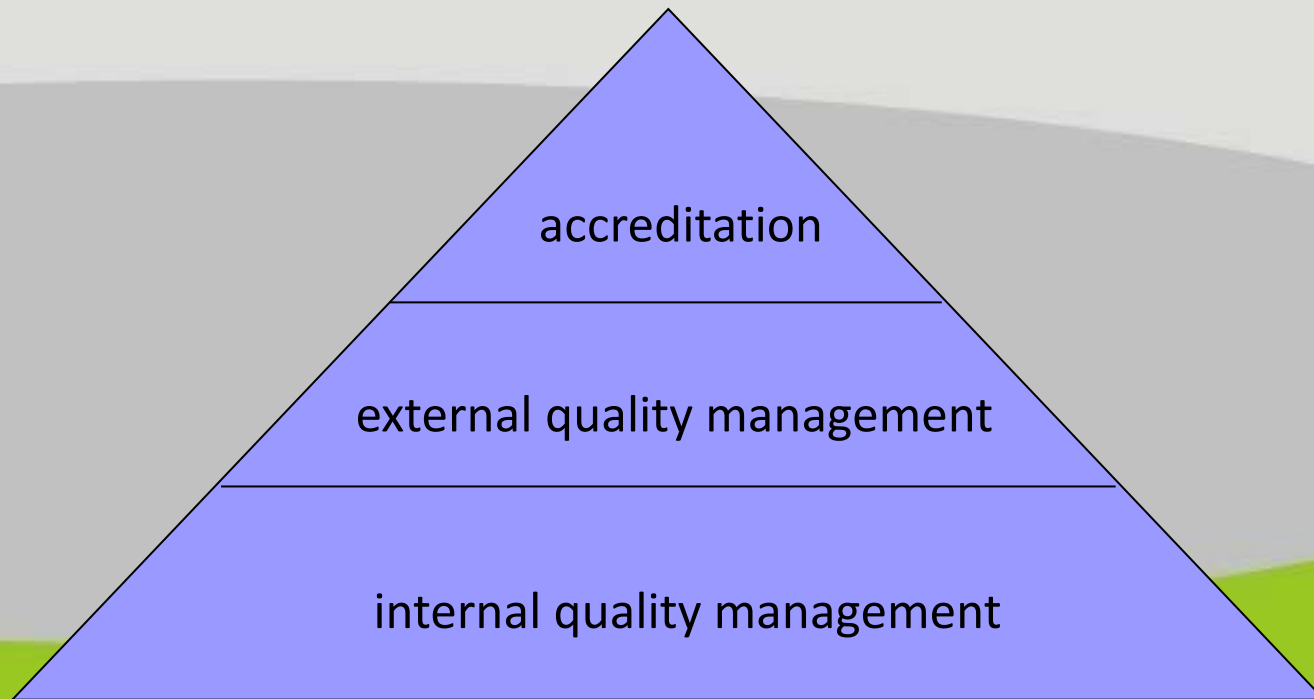 accreditation
external quality management
internal quality management